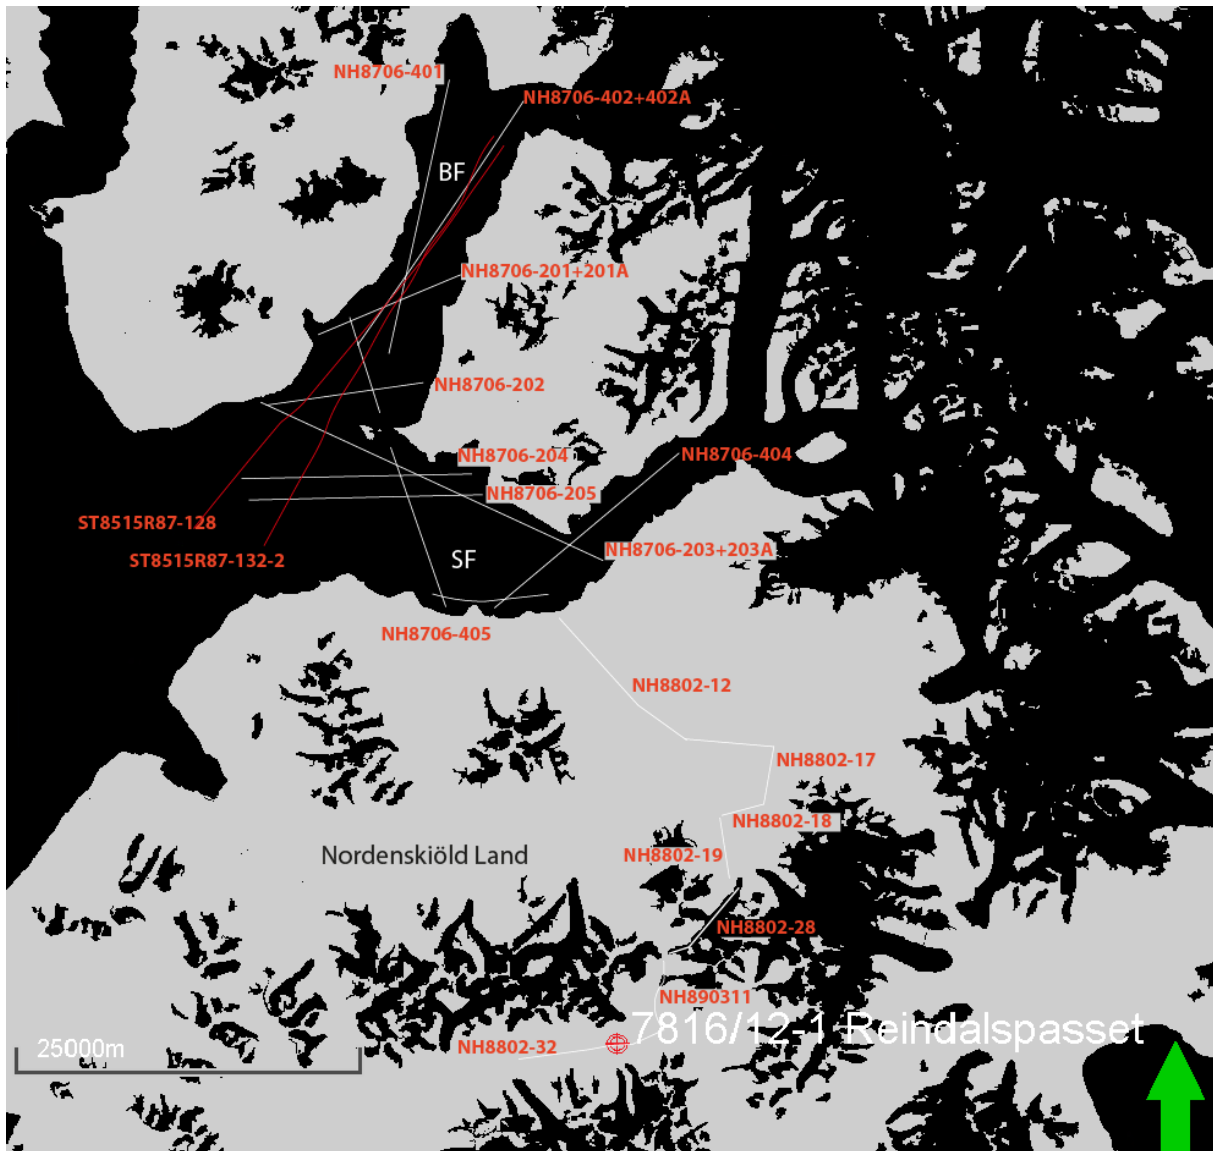 NH8706-401
NH8706-402+402A
BF
NH8706-201+201A
NH8706-202
NH8706-204
NH8706-404
NH8706-205
ST8515R87-128
NH8706-203+203A
ST8515R87-132-2
SF
NH8706-405
NH8802-12
NH8802-17
NH8802-18
NH8802-19
Nordenskiöld Land
NH8802-28
NH890311
7816/12-1 Reindalspasset
NH8802-32
25000m